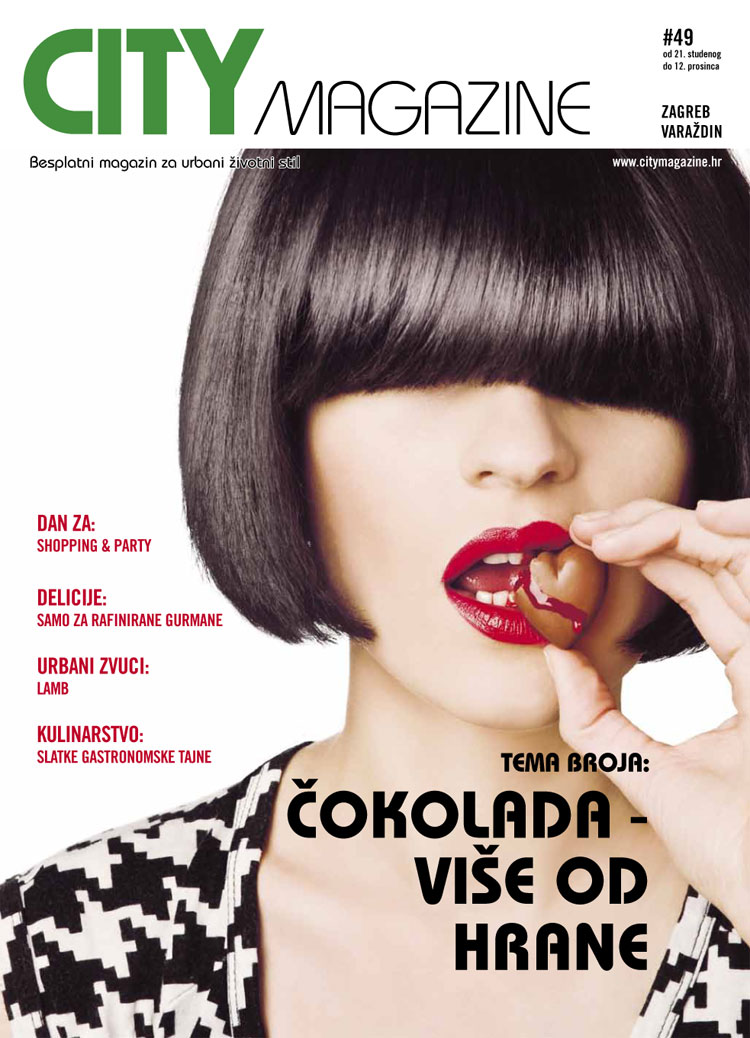 CITY MAGAZINE
#49
od 21. studenog
do 12. prosinca
ZAGREB
VARAŽDIN
Besplatni magazin za urbani životni stil
www.citymagazine.hr
DAN ZA:
SHOPPING & PARTY
DELICIJE:
SAMO ZA RAFINIRANE GURMANE
URBANI ZVUCI:
LAMB
KULINARSTVO:
SLATKE GASTRONOMSKE TAJNE
TEMA BROJA:
ČOKOLADA -
VIŠE OD
HRANE